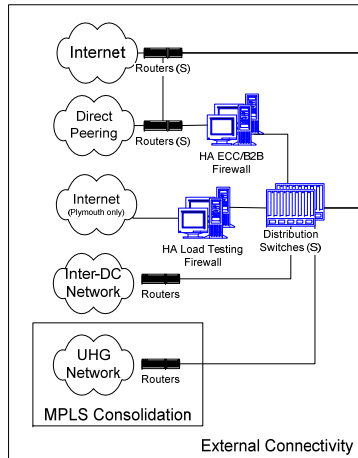 Internet
Routers (S)
Direct
Peering
Routers (S)
HA ECC/B2B
Firewall
Internet
(Plymouth only)
HA Load Testing
Firewall
Distribution
Switches (S)
Inter-DC
Network
Routers
UHG
Network
Routers
MPLS Consolidation
External Connectivity